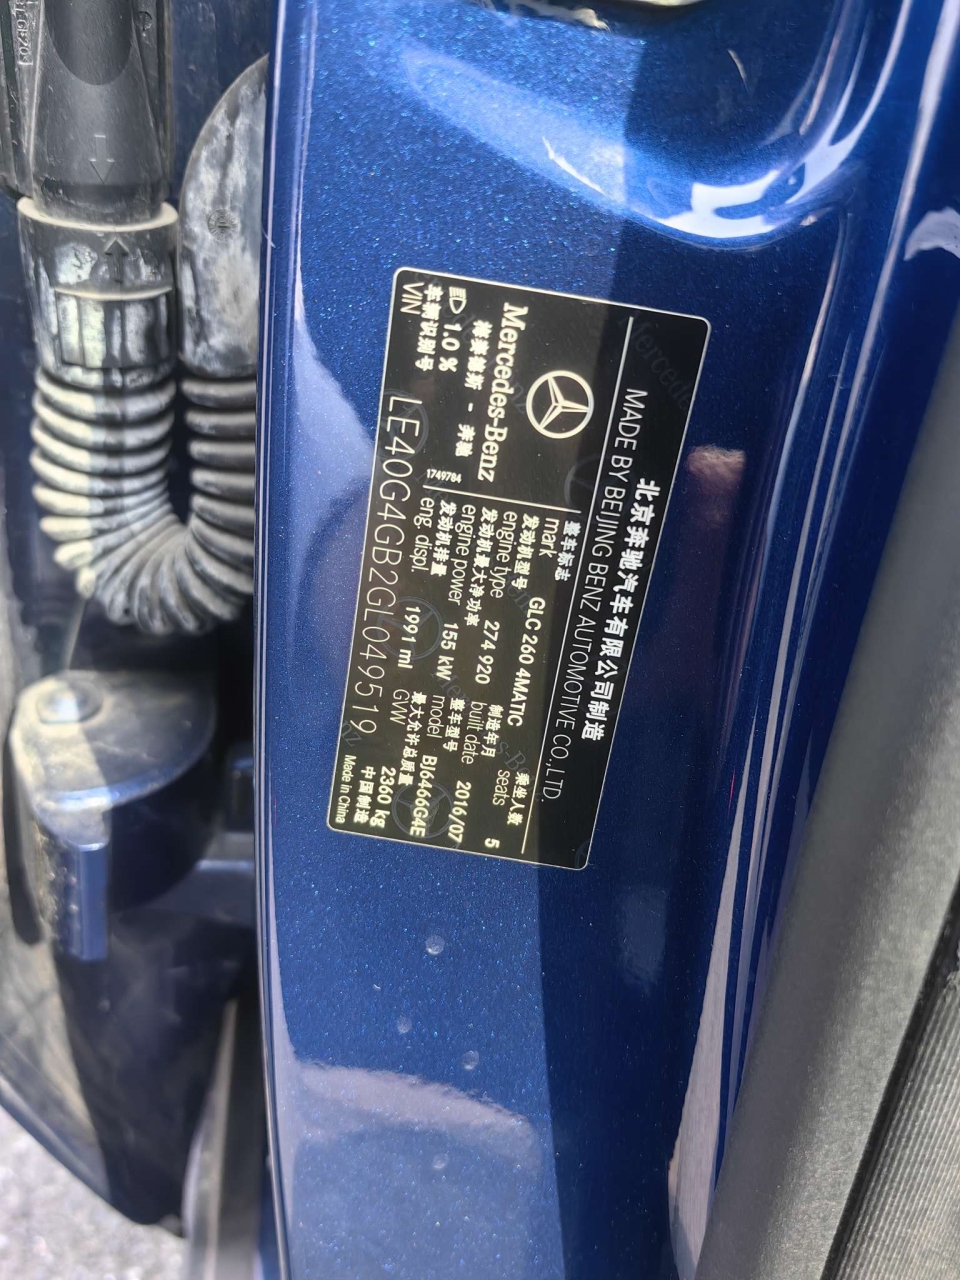 北京奔驰汽车有限公司制造
MADE BY BEIJING BENZ AUTOMOTIVE CO.,LTD.
Mercedes-Benz
梅赛德斯 - 奔驰
整车标志 GLC 260 4MATIC 乘坐人数 5
mark seats
发动机型号 274 920 制造年月 2016/07
engine type built date
发动机最大净功率 155 kW 整车型号 BJ6466G4E
engine power model
发动机排量 1991 ml 最大允许总质量 2360 kg
eng. displ. GVW
1.0 %
1749784
车辆识别号 LE40G4GB2GL049519 中国制造
VIN Made in China